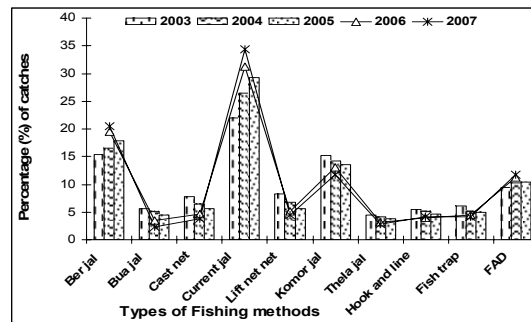 2003 2004 2005 2006 2007
Percentage (%) of catches
40
35
30
25
20
15
10
5
0
Ber jal
Bua jal
Cast net
Current jal
Lift net net
Komor jal
Thela jal
Hook and line
Fish trap
FAD
Types of Fishing methods